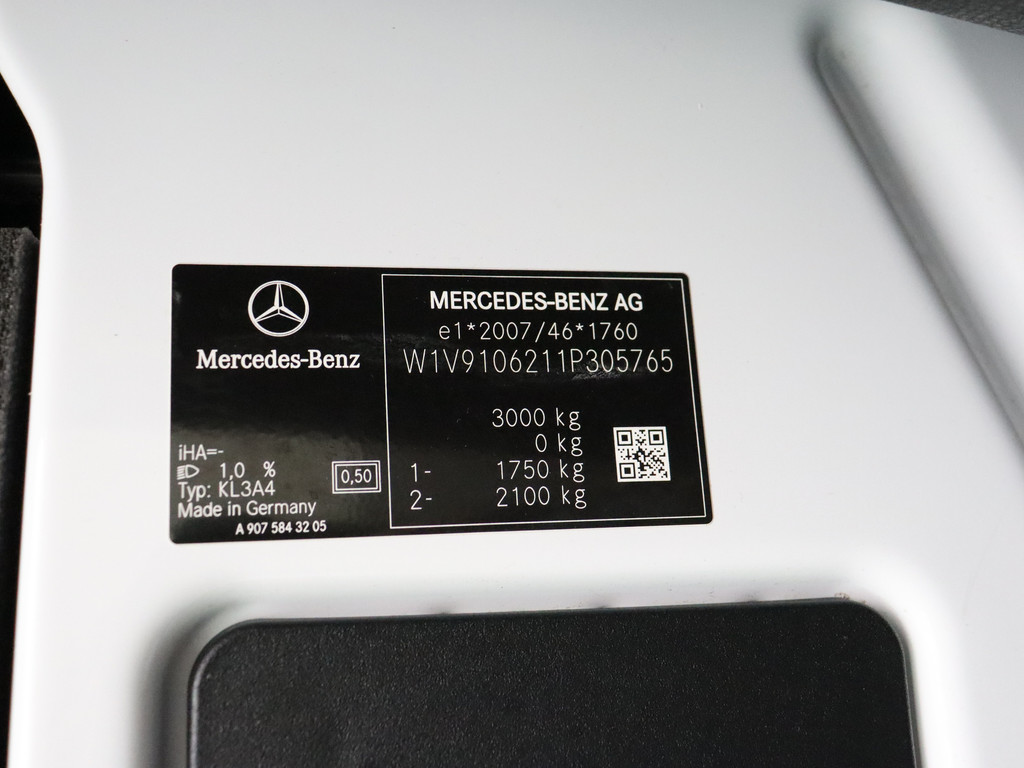 Mercedes-Benz
iHA=-
1,0 %
Typ: KL3A4
Made in Germany
A 907 584 32 05
0,50
MERCEDES-BENZ AG
e1*2007/46*1760
W1V9106211P305765
3000 kg
0 kg
1- 1750 kg
2- 2100 kg